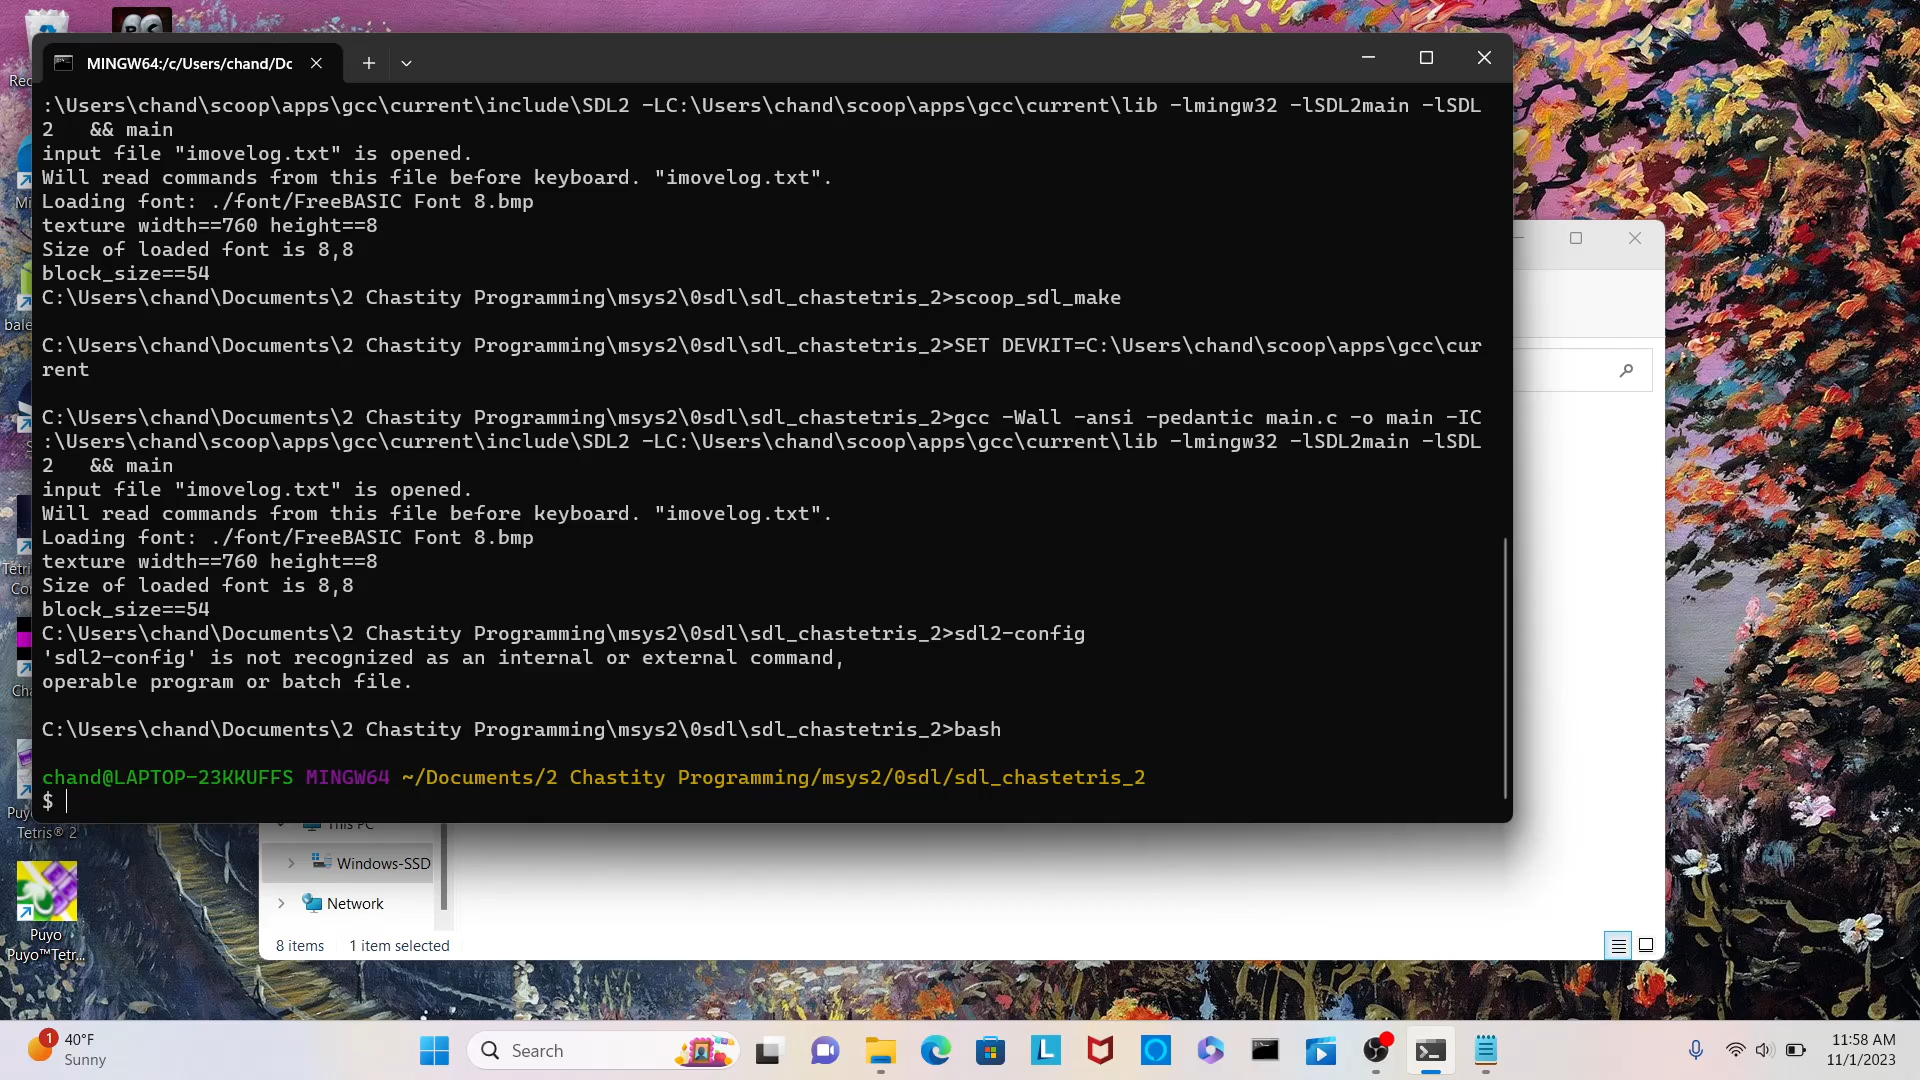 MINGW64:/c/Users/chand/Dc
:\Users\chand\scoop\apps\gcc\current\include\SDL2 -LC:\Users\chand\scoop\apps\gcc\current\lib -lmingw32 -lSDL2main -lSDL
2   && main
input file "imovelog.txt" is opened.
Will read commands from this file before keyboard. "imovelog.txt".
Loading font: ./font/FreeBASIC Font 8.bmp
texture width==760 height==8
Size of loaded font is 8,8
block_size==54
C:\Users\chand\Documents\2 Chastity Programming\msys2\0sdl\sdl_chastetris_2>scoop_sdl_make
C:\Users\chand\Documents\2 Chastity Programming\msys2\0sdl\sdl_chastetris_2>SET DEVKIT=C:\Users\chand\scoop\apps\gcc\cur
rent
C:\Users\chand\Documents\2 Chastity Programming\msys2\0sdl\sdl_chastetris_2>gcc -Wall -ansi -pedantic main.c -o main -IC
:\Users\chand\scoop\apps\gcc\current\include\SDL2 -LC:\Users\chand\scoop\apps\gcc\current\lib -lmingw32 -lSDL2main -lSDL
2   && main
input file "imovelog.txt" is opened.
Will read commands from this file before keyboard. "imovelog.txt".
Loading font: ./font/FreeBASIC Font 8.bmp
texture width==760 height==8
Size of loaded font is 8,8
block_size==54
C:\Users\chand\Documents\2 Chastity Programming\msys2\0sdl\sdl_chastetris_2>sdl2-config
'sdl2-config' is not recognized as an internal or external command,
operable program or batch file.
C:\Users\chand\Documents\2 Chastity Programming\msys2\0sdl\sdl_chastetris_2>bash
chand@LAPTOP-23KKUFFS MINGW64 ~/Documents/2 Chastity Programming/msys2/0sdl/sdl_chastetris_2
$
This PC
Windows-SSD
Network
8 items 1 item selected
Rec
Mi
bale
Tetri
Co
Cha
Puy
Tetris® 2
Puyo
Puyo™Tetr...
1
40°F
Sunny
Search
11:58 AM
11/1/2023